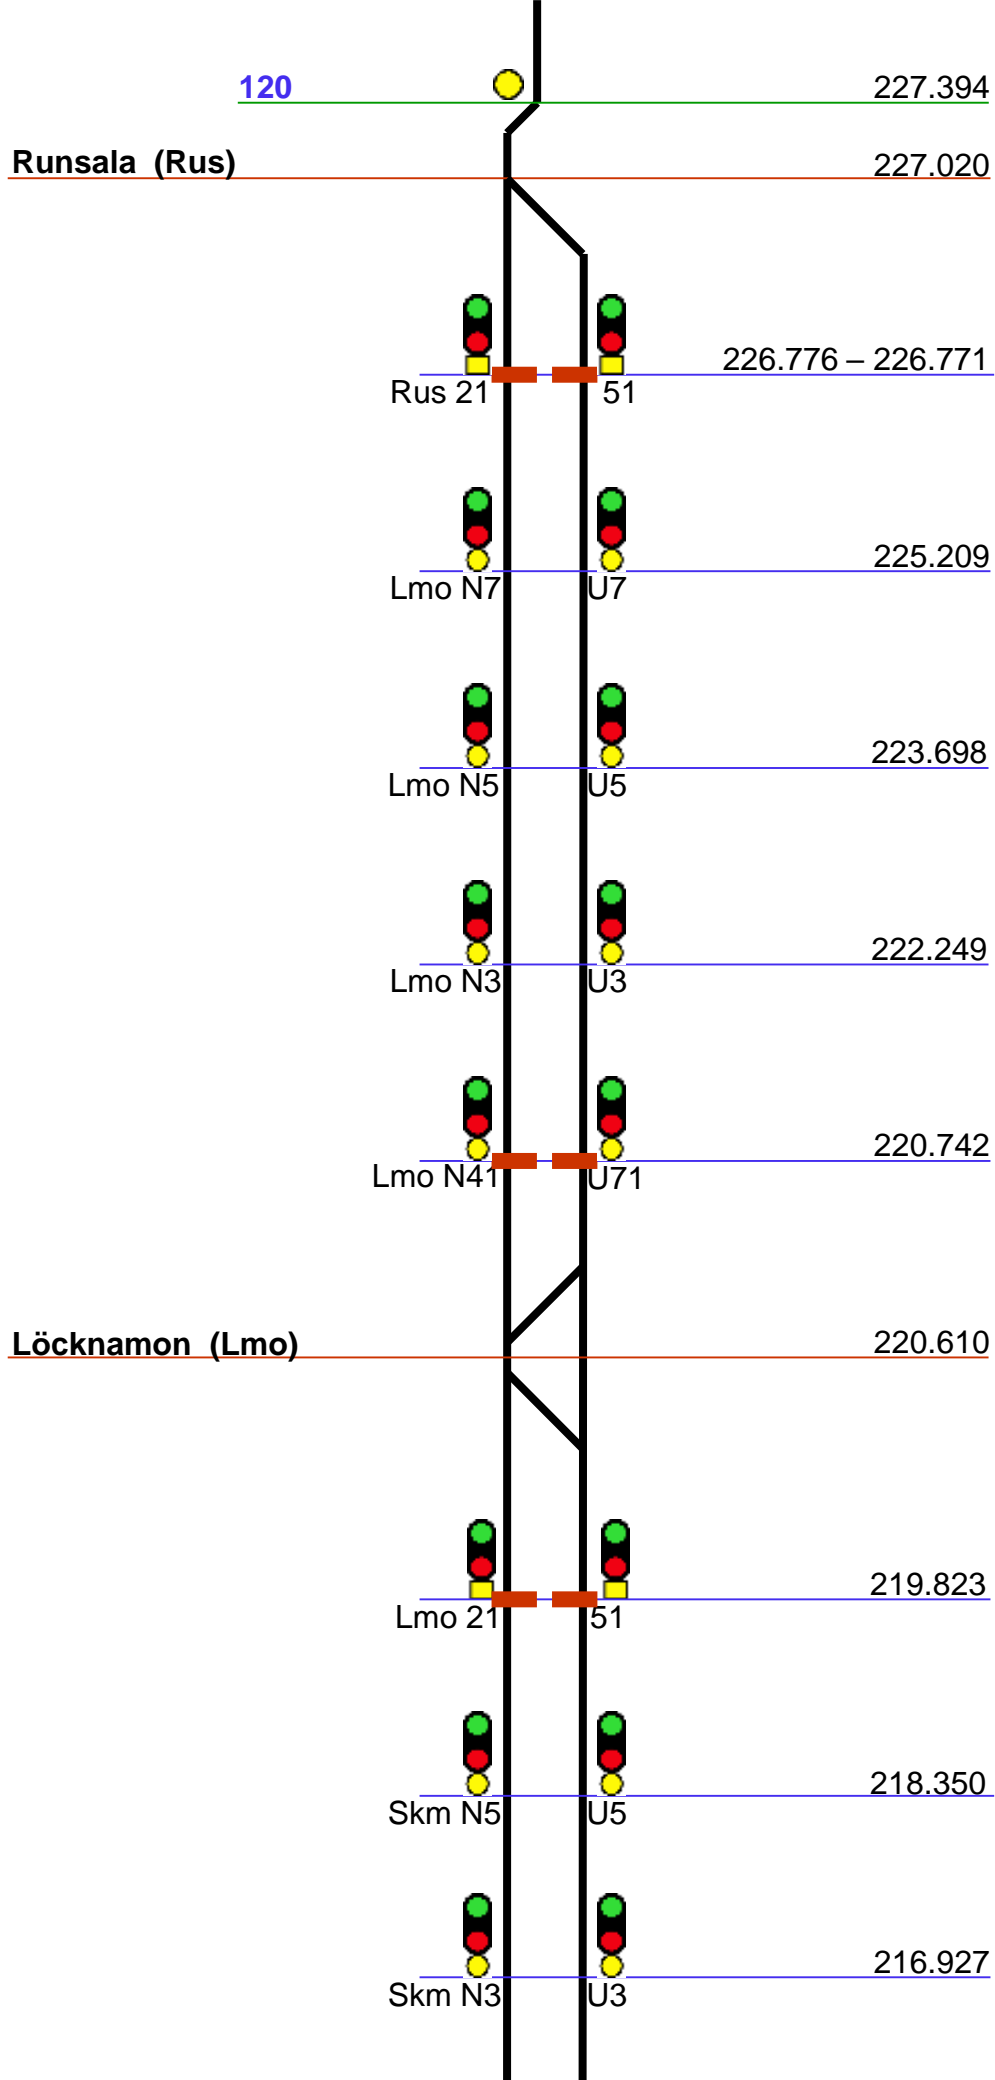 120 227.394
Runsala (Rus) 227.020
226.776 – 226.771
Rus 21 51
225.209
Lmo N7 U7
223.698
Lmo N5 U5
222.249
Lmo N3 U3
220.742
Lmo N41 U71
Löcknamon (Lmo) 220.610
219.823
Lmo 21 51
218.350
Skm N5 U5
216.927
Skm N3 U3